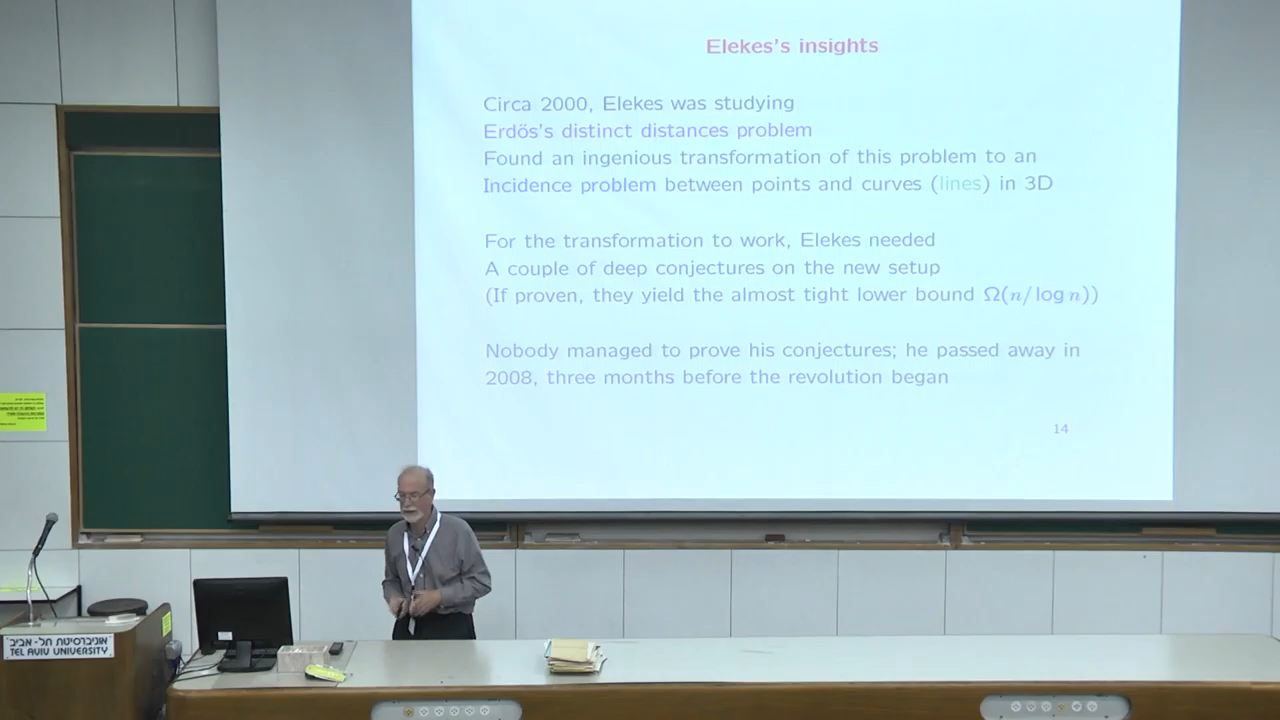 Elekes's insights
Circa 2000, Elekes was studying
Erdős's distinct distances problem
Found an ingenious transformation of this problem to an
Incidence problem between points and curves (lines) in 3D
For the transformation to work, Elekes needed
A couple of deep conjectures on the new setup
(If proven, they yield the almost tight lower bound Ω(n/ log n))
Nobody managed to prove his conjectures; he passed away in
2008, three months before the revolution began
14
אוניברסיטת תל-אביב
TEL AVIV UNIVERSITY